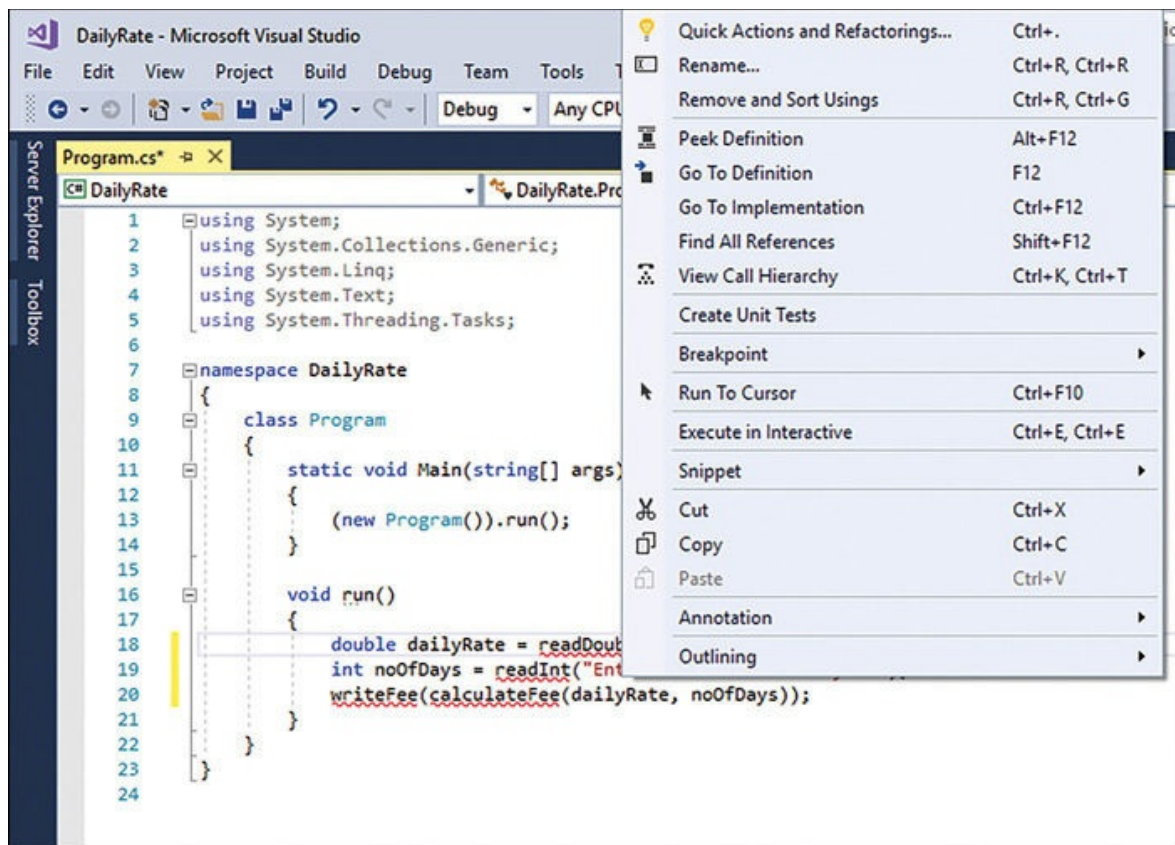 DailyRate - Microsoft Visual Studio
File Edit View Project Build Debug Team Tools
Debug Any CPU
Server Explorer
Toolbox
Program.cs*
C# DailyRate DailyRate.Pro
1 using System;
2 using System.Collections.Generic;
3 using System.Linq;
4 using System.Text;
5 using System.Threading.Tasks;
6
7 namespace DailyRate
8 {
9 class Program
10 {
11 static void Main(string[] args)
12 {
13 (new Program()).run();
14 }
15
16 void run()
17 {
18 double dailyRate = readDoub
19 int noOfDays = readInt("Ent
20 writeFee(calculateFee(dailyRate, noOfDays));
21 }
22 }
23 }
24
Quick Actions and Refactorings... Ctrl+.
Rename... Ctrl+R, Ctrl+R
Remove and Sort Usings Ctrl+R, Ctrl+G
Peek Definition Alt+F12
Go To Definition F12
Go To Implementation Ctrl+F12
Find All References Shift+F12
View Call Hierarchy Ctrl+K, Ctrl+T
Create Unit Tests
Breakpoint
Run To Cursor Ctrl+F10
Execute in Interactive Ctrl+E, Ctrl+E
Snippet
Cut Ctrl+X
Copy Ctrl+C
Paste Ctrl+V
Annotation
Outlining